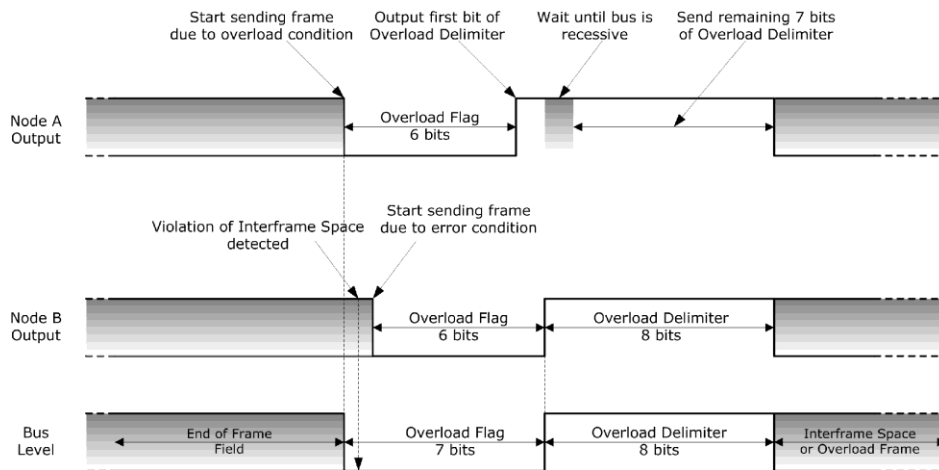 Start sending frame
due to overload condition
Output first bit of
Overload Delimiter
Wait until bus is
recessive
Send remaining 7 bits
of Overload Delimiter
Node A
Output
Overload Flag
6 bits
Violation of Interframe Space
detected
Start sending frame
due to error condition
Node B
Output
Overload Flag
6 bits
Overload Delimiter
8 bits
Bus
Level
End of Frame
Field
Overload Flag
7 bits
Overload Delimiter
8 bits
Interframe Space
or Overload Frame